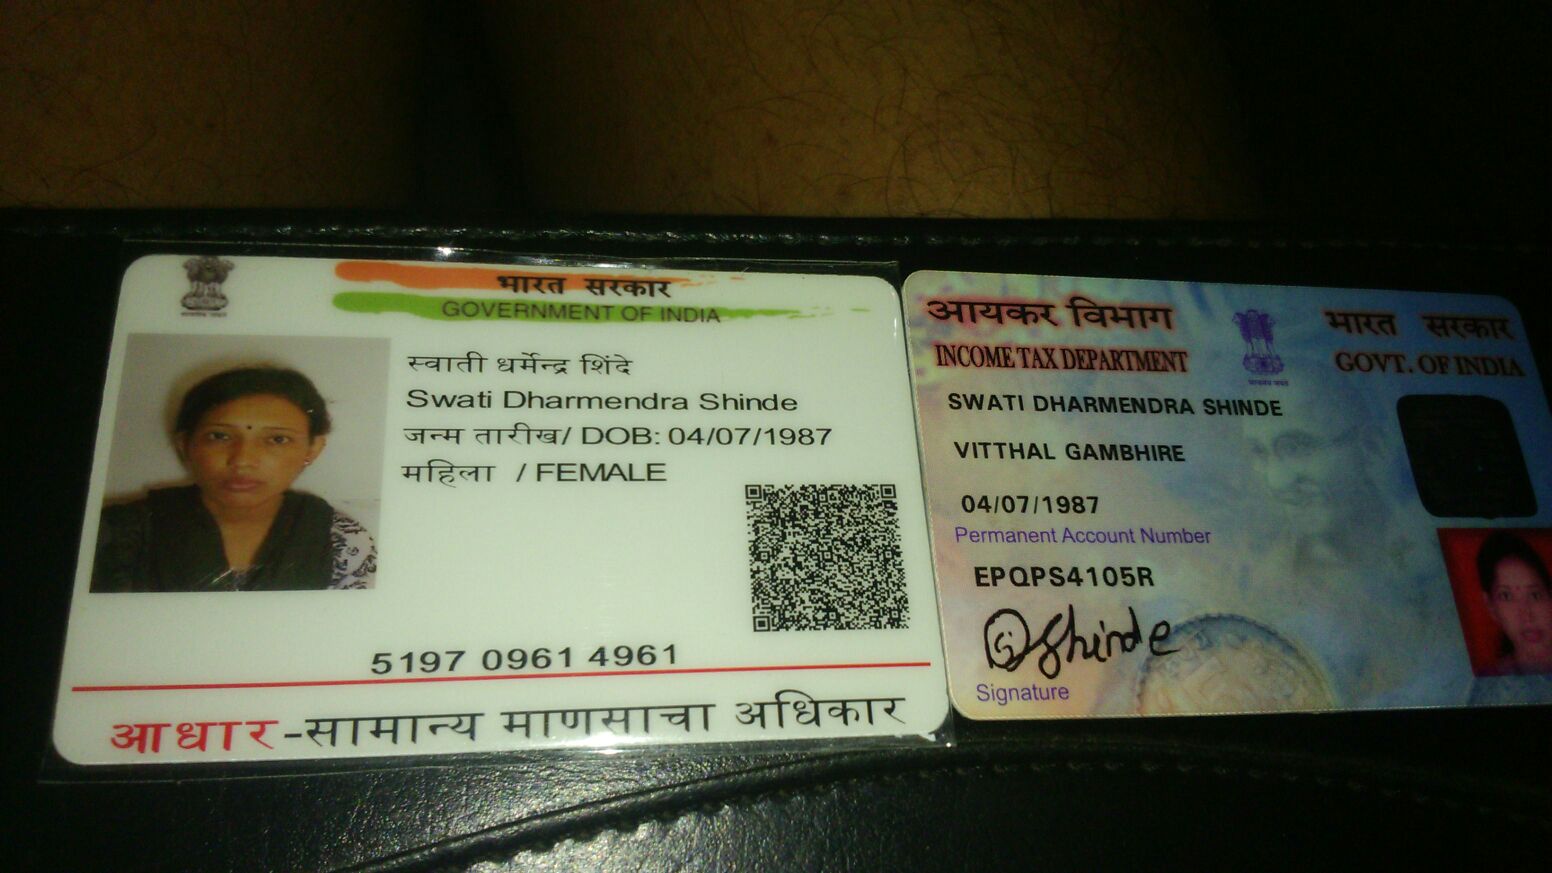 भारत सरकार
GOVERNMENT OF INDIA
स्वाती धर्मेन्द्र शिंदे
Swati Dharmendra Shinde
जन्म तारीख/ DOB: 04/07/1987
महिला / FEMALE
5197 0961 4961
आधार-सामान्य माणसाचा अधिकार
आयकर विभाग
INCOME TAX DEPARTMENT
भारत सरकार
GOVT. OF INDIA
SWATI DHARMENDRA SHINDE
VITTHAL GAMBHIRE
04/07/1987
Permanent Account Number
EPQPS4105R
Shinde
Signature